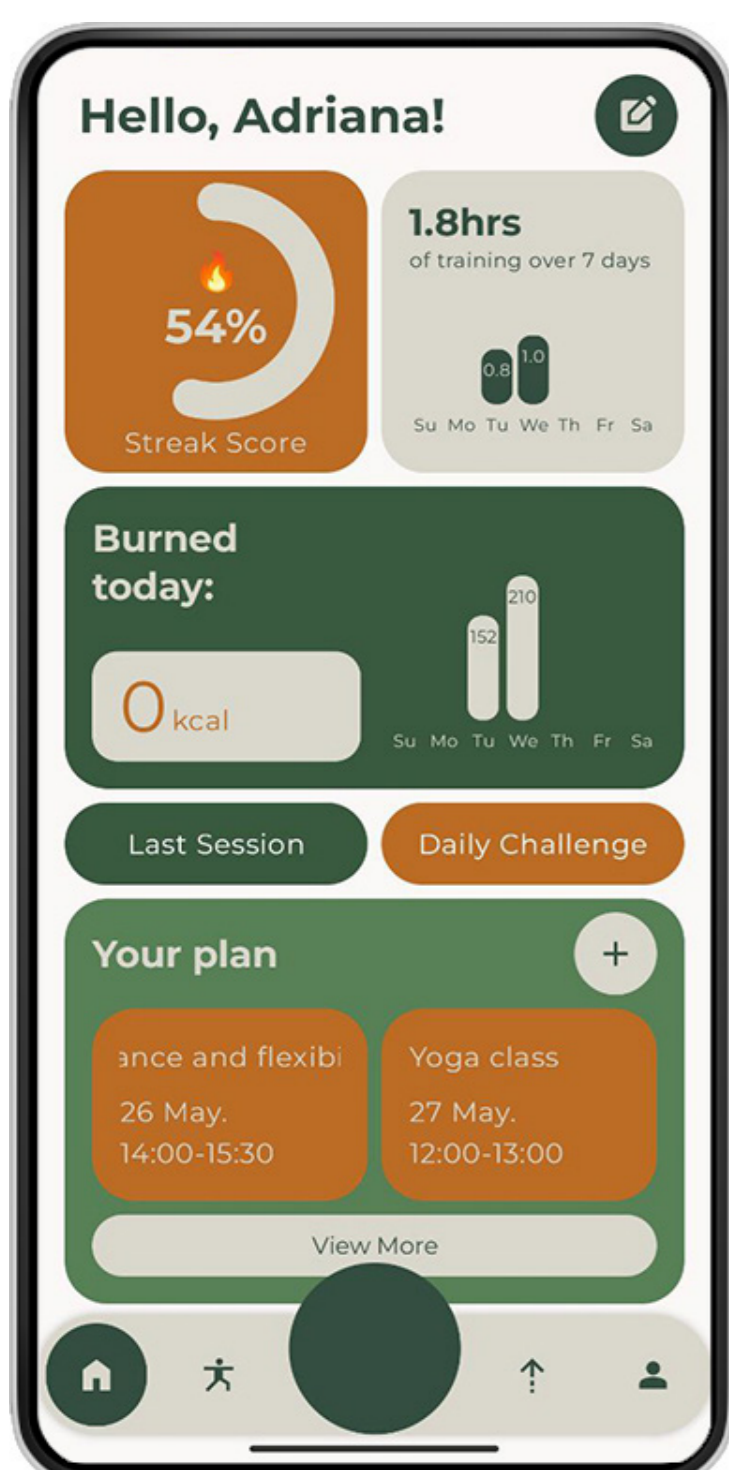 Hello, Adriana!
54%
Streak Score
1.8hrs
of training over 7 days
0.8 1.0
Su Mo Tu We Th Fr Sa
Burned
today:
0 kcal
210
152
Su Mo Tu We Th Fr Sa
Last Session
Daily Challenge
Your plan
+
ance and flexibi
26 May.
14:00-15:30
Yoga class
27 May.
12:00-13:00
View More